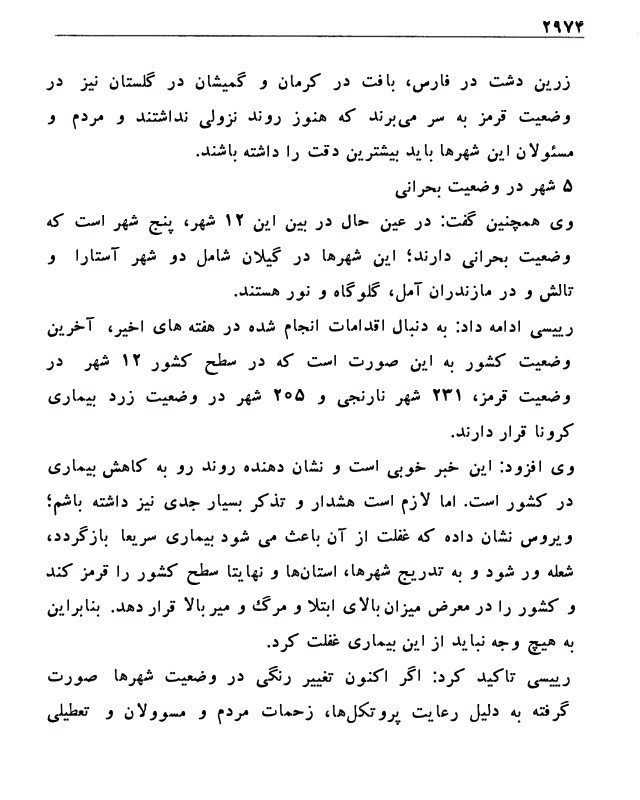 ۲۹۷۴
زرین دشت در فارس، بافت در کرمان و گمیشان در گلستان نیز در
وضعیت قرمز به سر می‌برند که هنوز روند نزولی نداشتند و مردم و
مسئولان این شهرها باید بیشترین دقت را داشته باشند.
۵ شهر در وضعیت بحرانی
وی همچنین گفت: در عین حال در بین این ۱۲ شهر، پنج شهر است که
وضعیت بحرانی دارند؛ این شهرها در گیلان شامل دو شهر آستارا و
تالش و در مازندران آمل، گلوگاه و نور هستند.
رییسی ادامه داد: به دنبال اقدامات انجام شده در هفته های اخیر، آخرین
وضعیت کشور به این صورت است که در سطح کشور ۱۲ شهر در
وضعیت قرمز، ۲۳۱ شهر نارنجی و ۲۰۵ شهر در وضعیت زرد بیماری
کرونا قرار دارند.
وی افزود: این خبر خوبی است و نشان دهنده روند رو به کاهش بیماری
در کشور است. اما لازم است هشدار و تذکر بسیار جدی نیز داشته باشم؛
ویروس نشان داده که غفلت از آن باعث می شود بیماری سریعا بازگردد،
شعله ور شود و به تدریج شهرها، استان‌ها و نهایتا سطح کشور را قرمز کند
و کشور را در معرض میزان بالای ابتلا و مرگ و میر بالا قرار دهد. بنابراین
به هیچ وجه نباید از این بیماری غفلت کرد.
رییسی تاکید کرد: اگر اکنون تغییر رنگی در وضعیت شهرها صورت
گرفته به دلیل رعایت پروتکل‌ها، زحمات مردم و مسوولان و تعطیلی